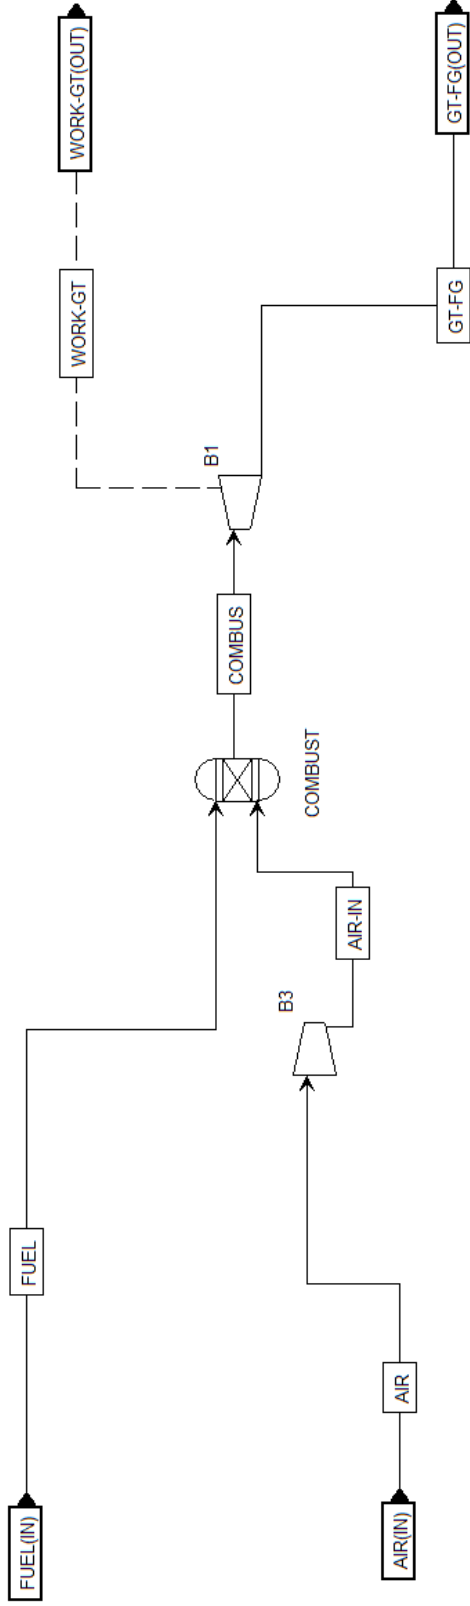 FUEL(IN)
FUEL
AIR(IN)
AIR
B3
AIR-IN
COMBUST
COMBUS
B1
WORK-GT
WORK-GT(OUT)
GT-FG
GT-FG(OUT)